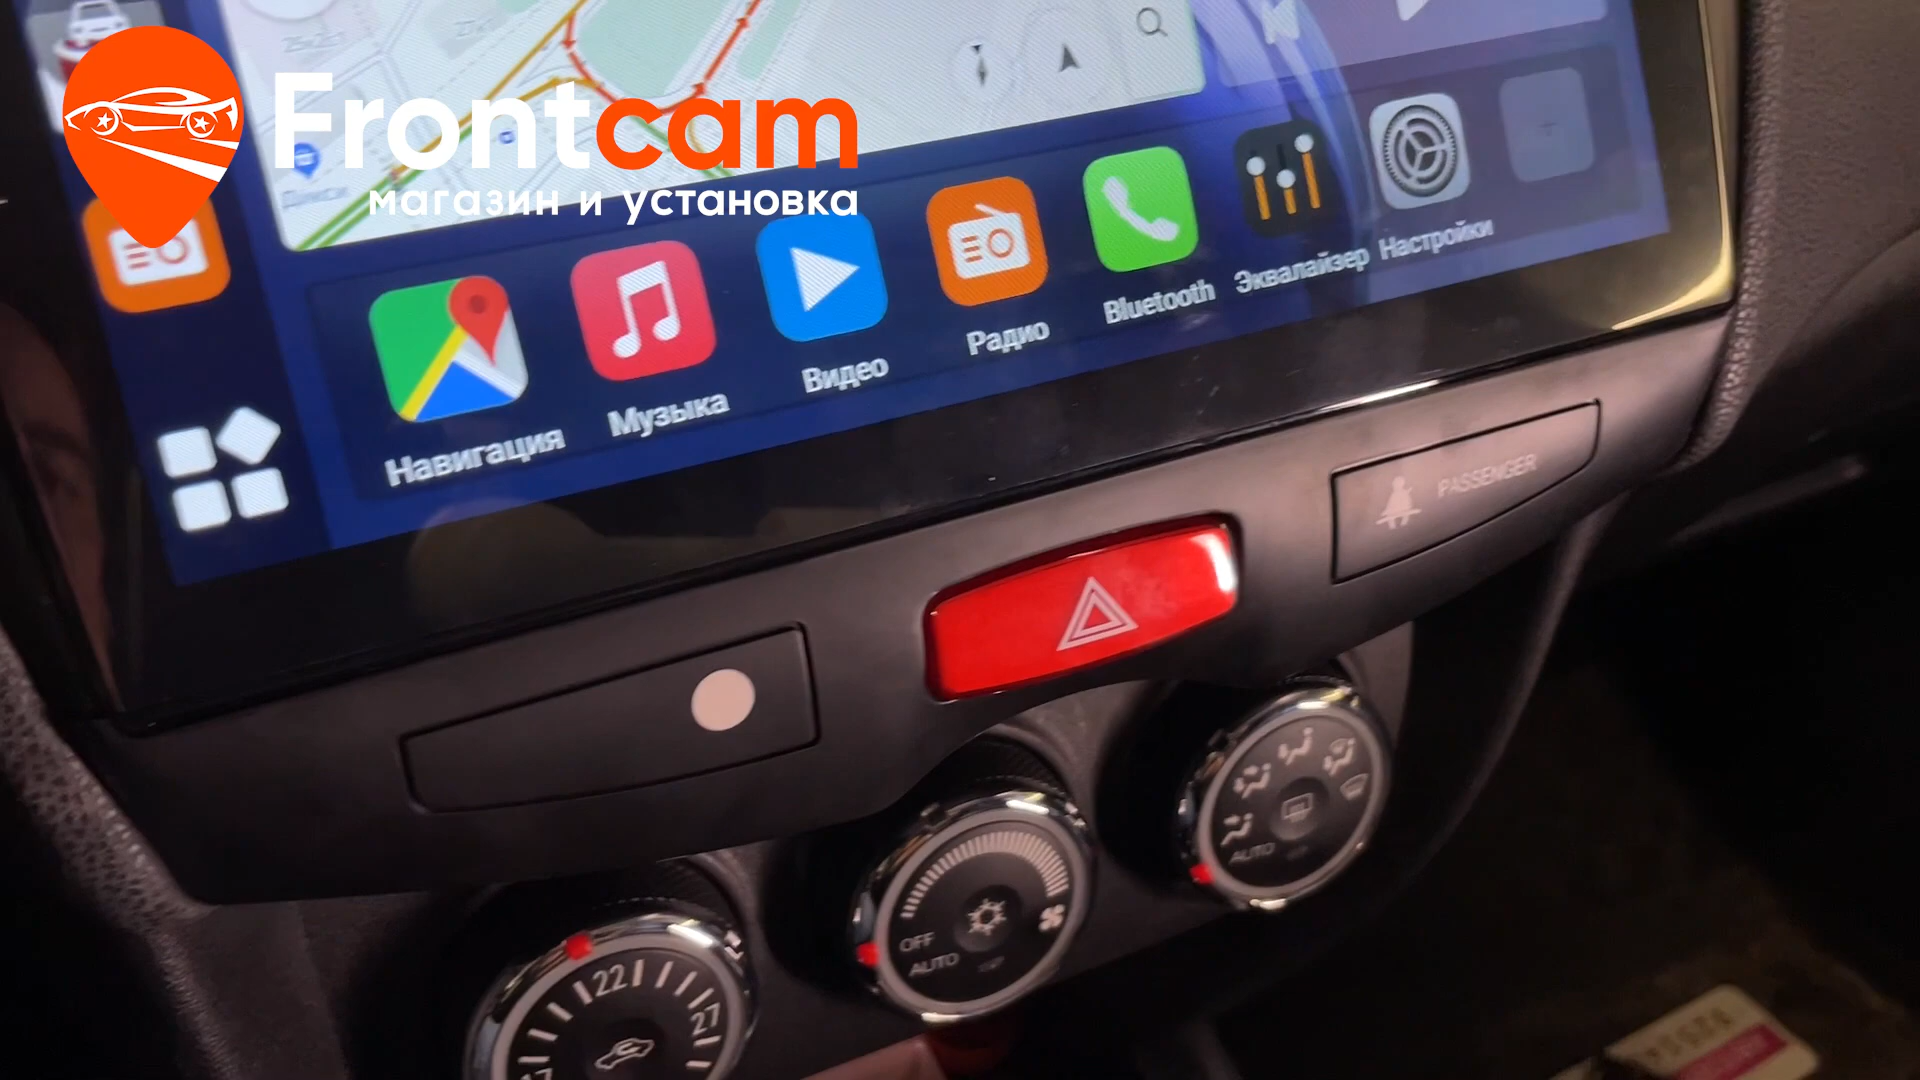 Frontcam
магазин и установка
Навигация
Музыка
Видео
Радио
Bluetooth
Эквалайзер
Настройки
PASSENGER
OFF
AUTO
AUTO
22
27